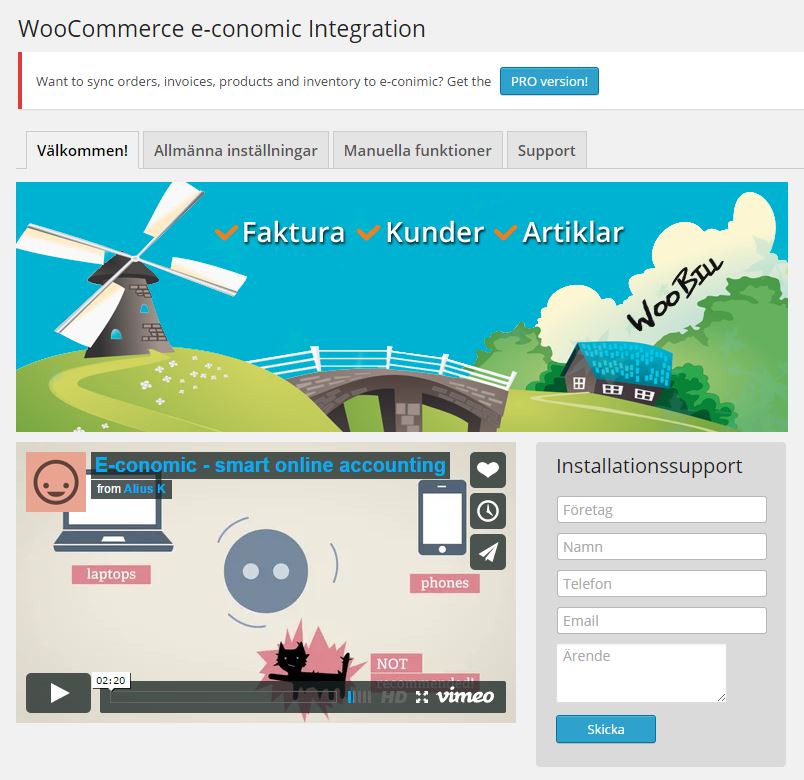 WooCommerce e-conomic Integration
Want to sync orders, invoices, products and inventory to e-conimic? Get the PRO version!
Välkommen! Allmänna inställningar Manuella funktioner Support
Faktura Kunder Artiklar
WooBill
E-conomic - smart online accounting
from Alius K
laptops
phones
NOT
recommended!
02:20
HD vimeo
Installationssupport
Företag
Namn
Telefon
Email
Ärende
Skicka